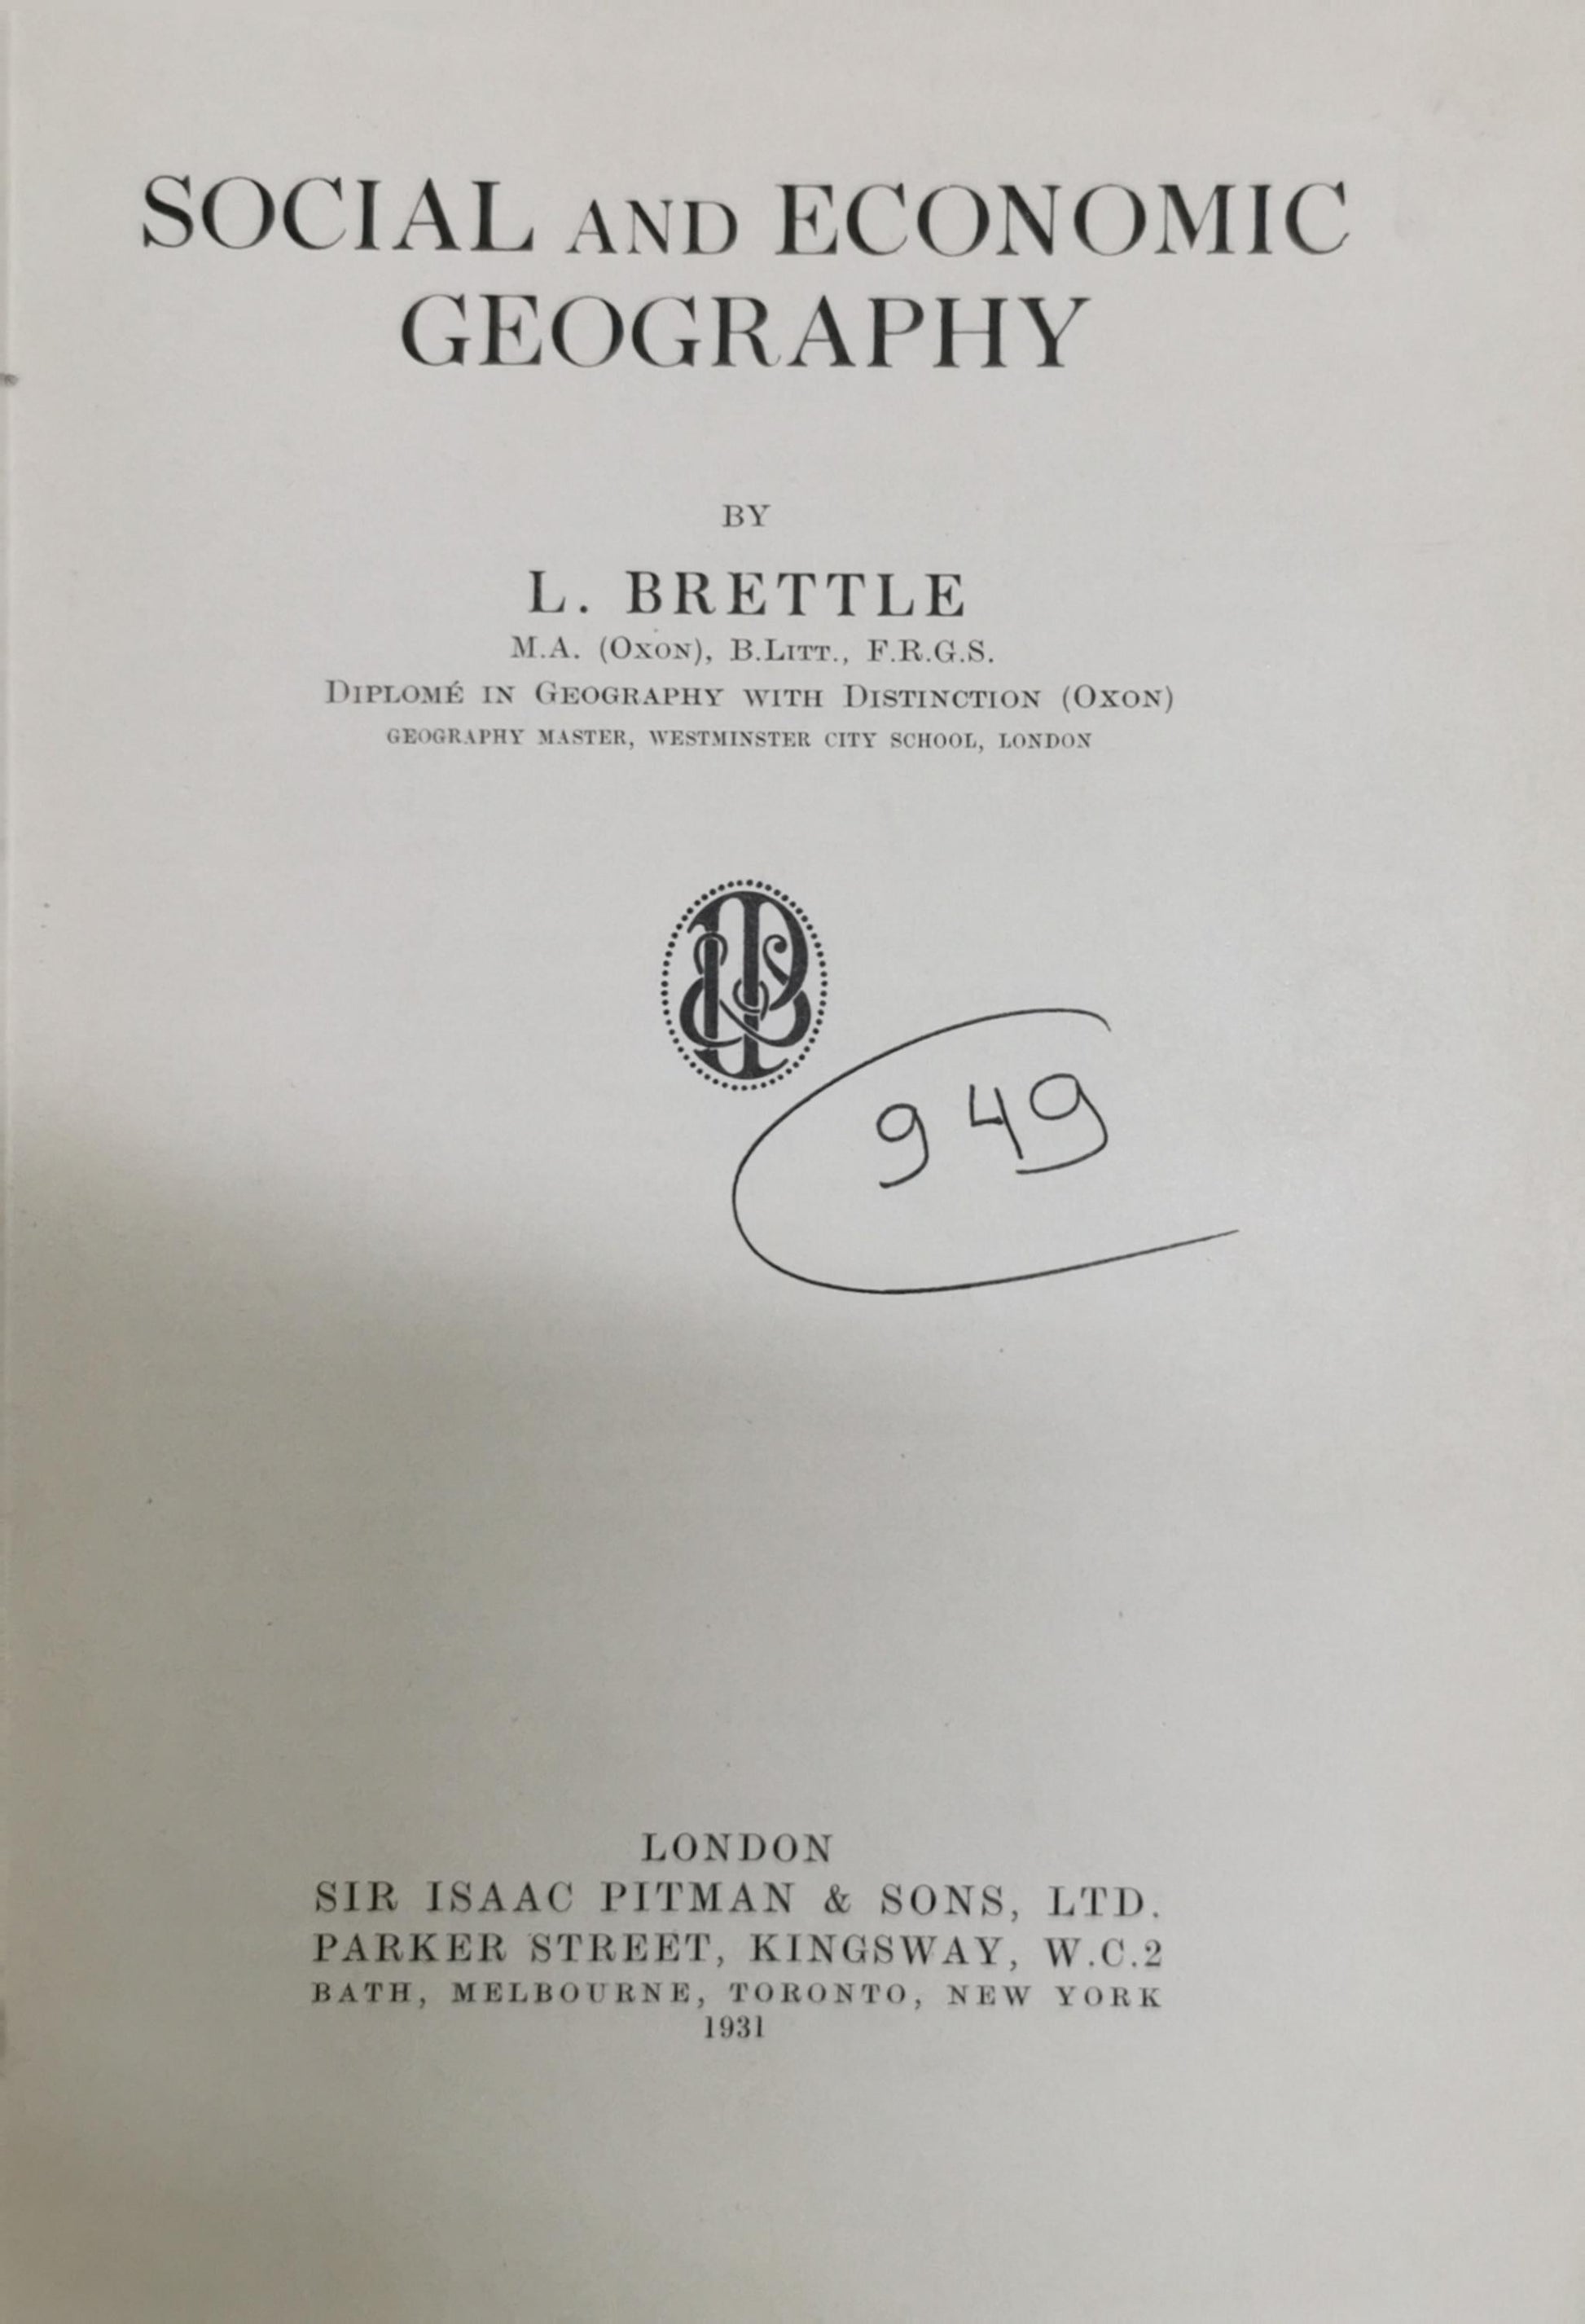 SOCIAL AND ECONOMIC
GEOGRAPHY
BY
L. BRETTLE
M.A. (OXON), B.LITT., F.R.G.S.
DIPLOMÉ IN GEOGRAPHY WITH DISTINCTION (OXON)
GEOGRAPHY MASTER, WESTMINSTER CITY SCHOOL, LONDON
949
LONDON
SIR ISAAC PITMAN & SONS, LTD.
PARKER STREET, KINGSWAY, W.C.2
BATH, MELBOURNE, TORONTO, NEW YORK
1931